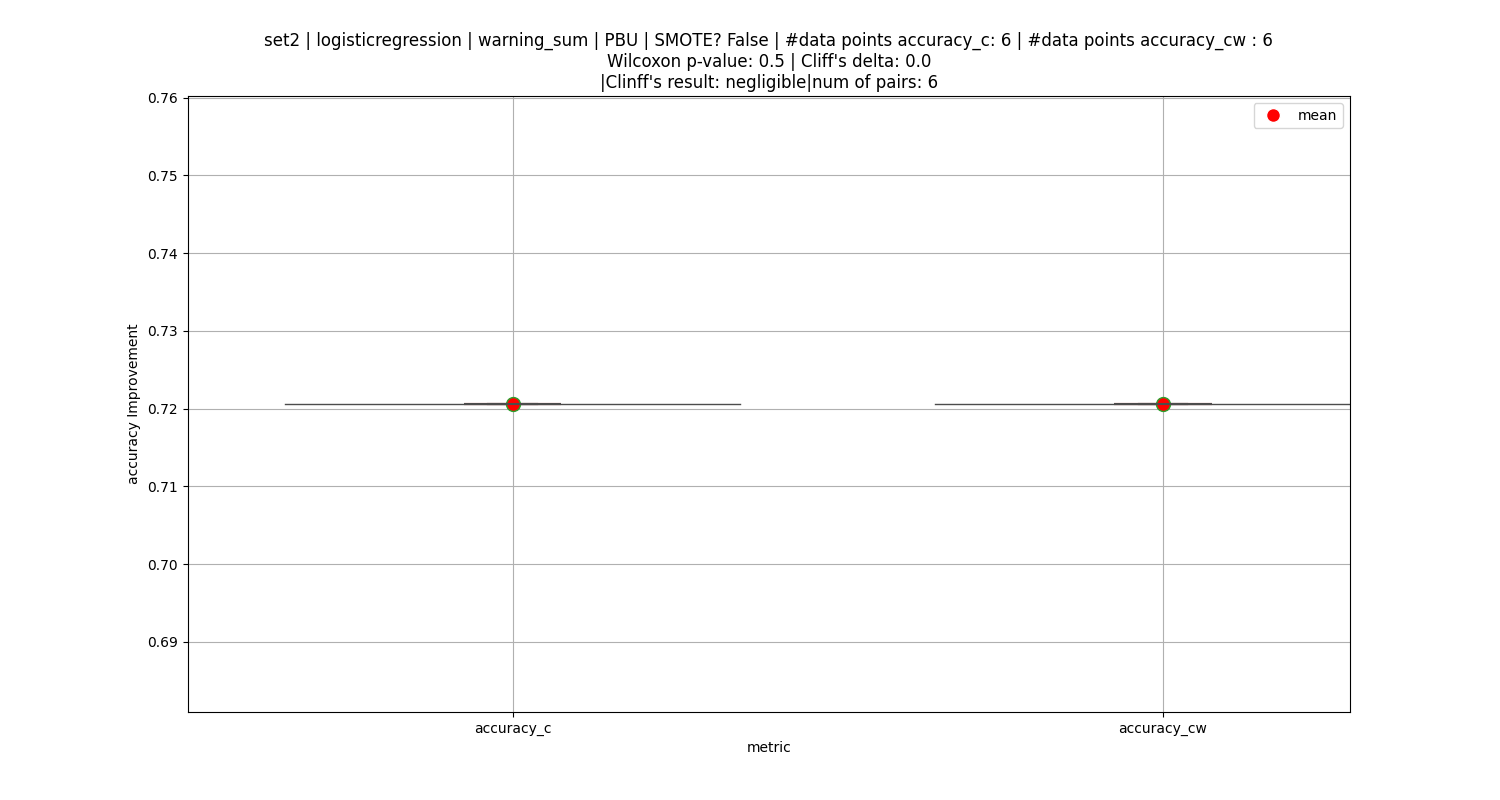 set2 | logisticregression | warning_sum | PBU | SMOTE? False | #data points accuracy_c: 6 | #data points accuracy_cw : 6
Wilcoxon p-value: 0.5 | Cliff's delta: 0.0
|Clinff's result: negligible|num of pairs: 6
mean
0.76
0.75
0.74
0.73
0.72
0.71
0.70
0.69
accuracy Improvement
accuracy_c
accuracy_cw
metric